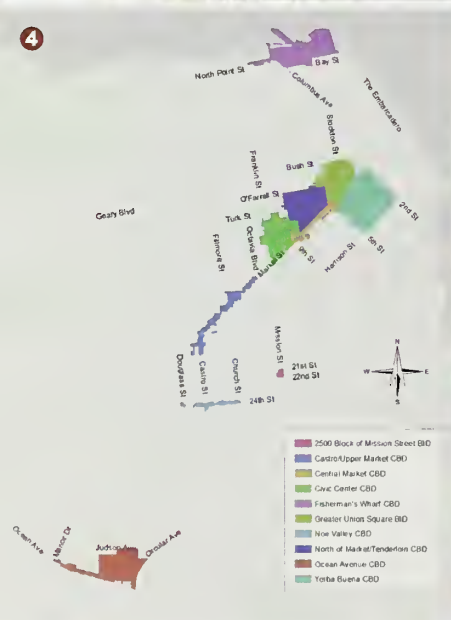 4
North Point St
Bay St
Columbus Ave
The Embarcadero
Stockton St
Franklin St
Bush St
O'Farrell St
Geary Blvd
Turk St
2nd St
Fillmore St
Octavia Blvd
Market St
9th St
Harrison St
5th St
Mission St
21st St
22nd St
Douglass St
Castro St
Church St
24th St
N
W E
S
2500 Block of Mission Street BID
Castro/Upper Market CBD
Central Market CBD
Civic Center CBD
Fisherman's Wharf CBD
Greater Union Square BID
Noe Valley CBD
North of Market/Tenderloin CBD
Ocean Avenue CBD
Yerba Buena CBD
Ocean Ave
Manor Dr
Judson Ave
Circular Ave